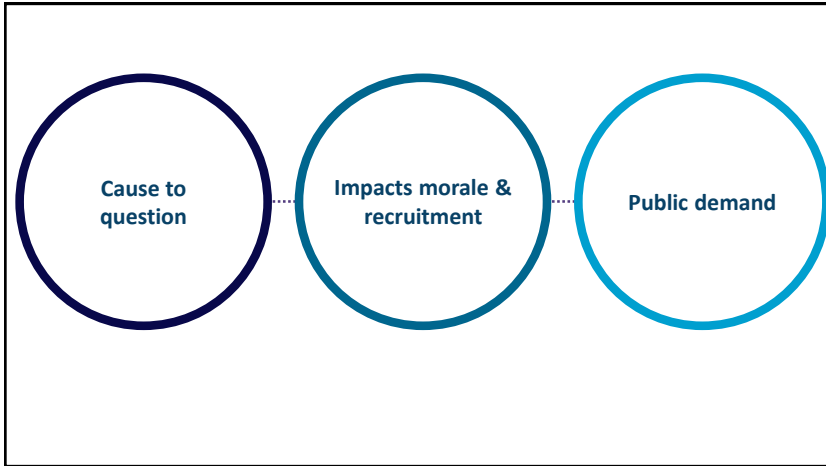 Cause to
question
Impacts morale &
recruitment
Public demand